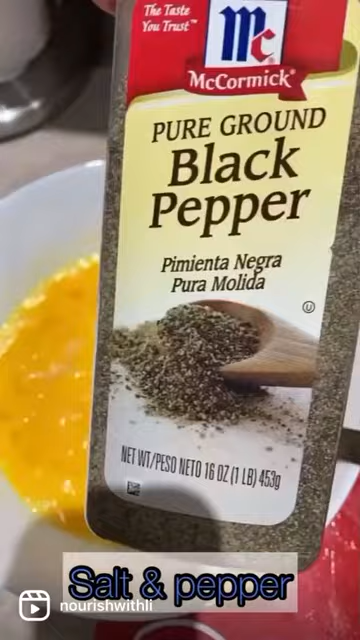 The Taste
You Trust™
Mc
McCormick®
PURE GROUND
Black
Pepper
Pimienta Negra
Pura Molida
U
NET WT/PESO NETO 16 OZ (1 LB) 453g
Salt & pepper
nourishwithli